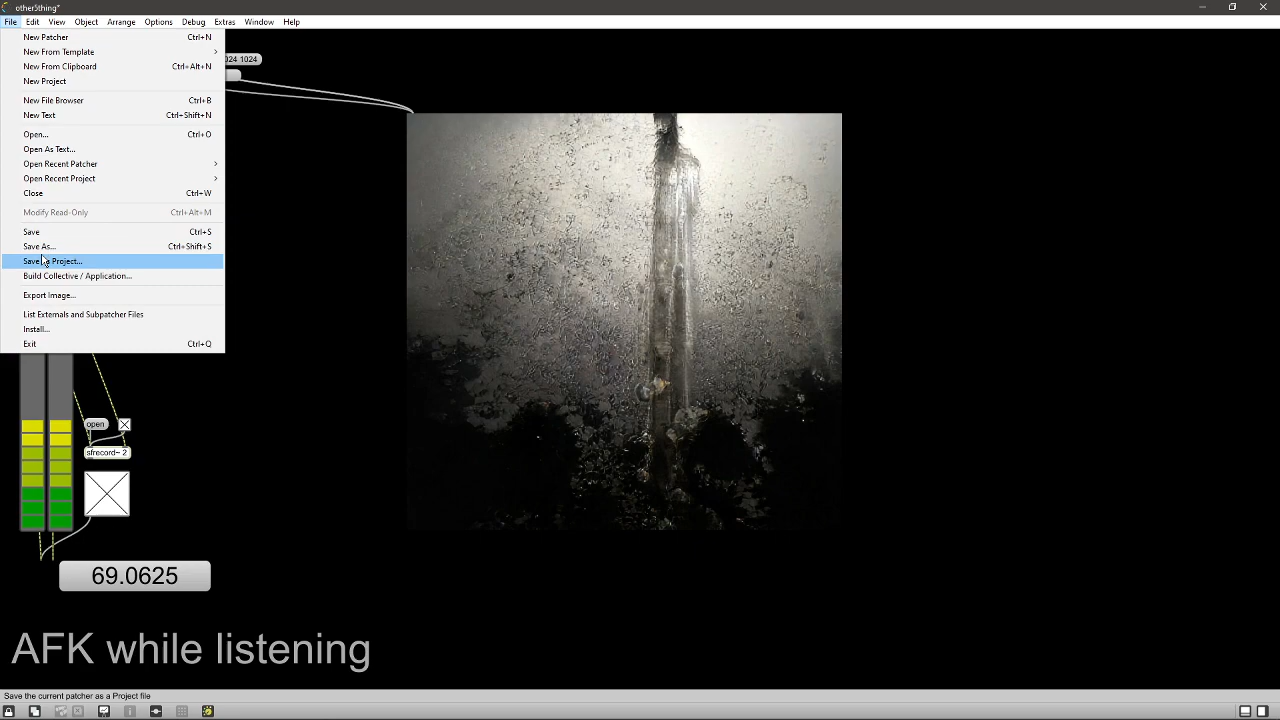 other3thing*
File Edit View Object Arrange Options Debug Extras Window Help
New Patcher Ctrl+N
New From Template
New From Clipboard Ctrl+Alt+N
New Project
New File Browser Ctrl+B
New Text Ctrl+Shift+N
Open... Ctrl+O
Open As Text...
Open Recent Patcher
Open Recent Project
Close Ctrl+W
Modify Read-Only Ctrl+Alt+M
Save Ctrl+S
Save As... Ctrl+Shift+S
Save Project...
Build Collective / Application...
Export Image...
List Externals and Subpatcher Files
Install...
Exit Ctrl+Q
024 1024
open
sfrecord~ 2
69.0625
AFK while listening
Save the current patcher as a Project file